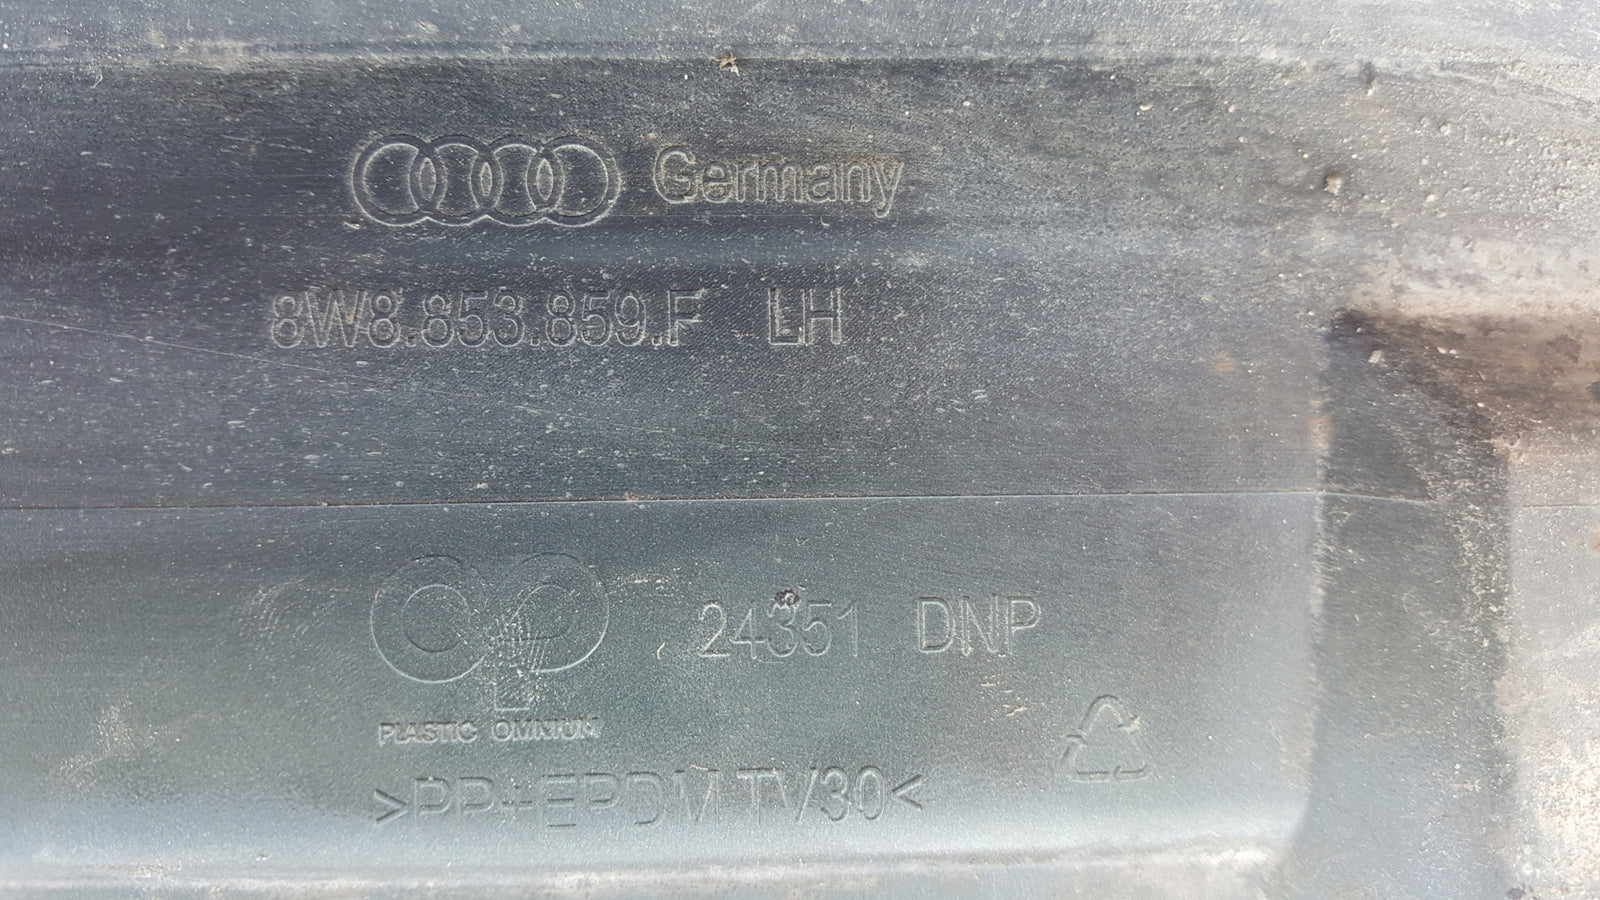 Germany
8W8.853.859.F LH
24351 DNP
PLASTIC OMNIUM
>PP+EPDM-TV30<